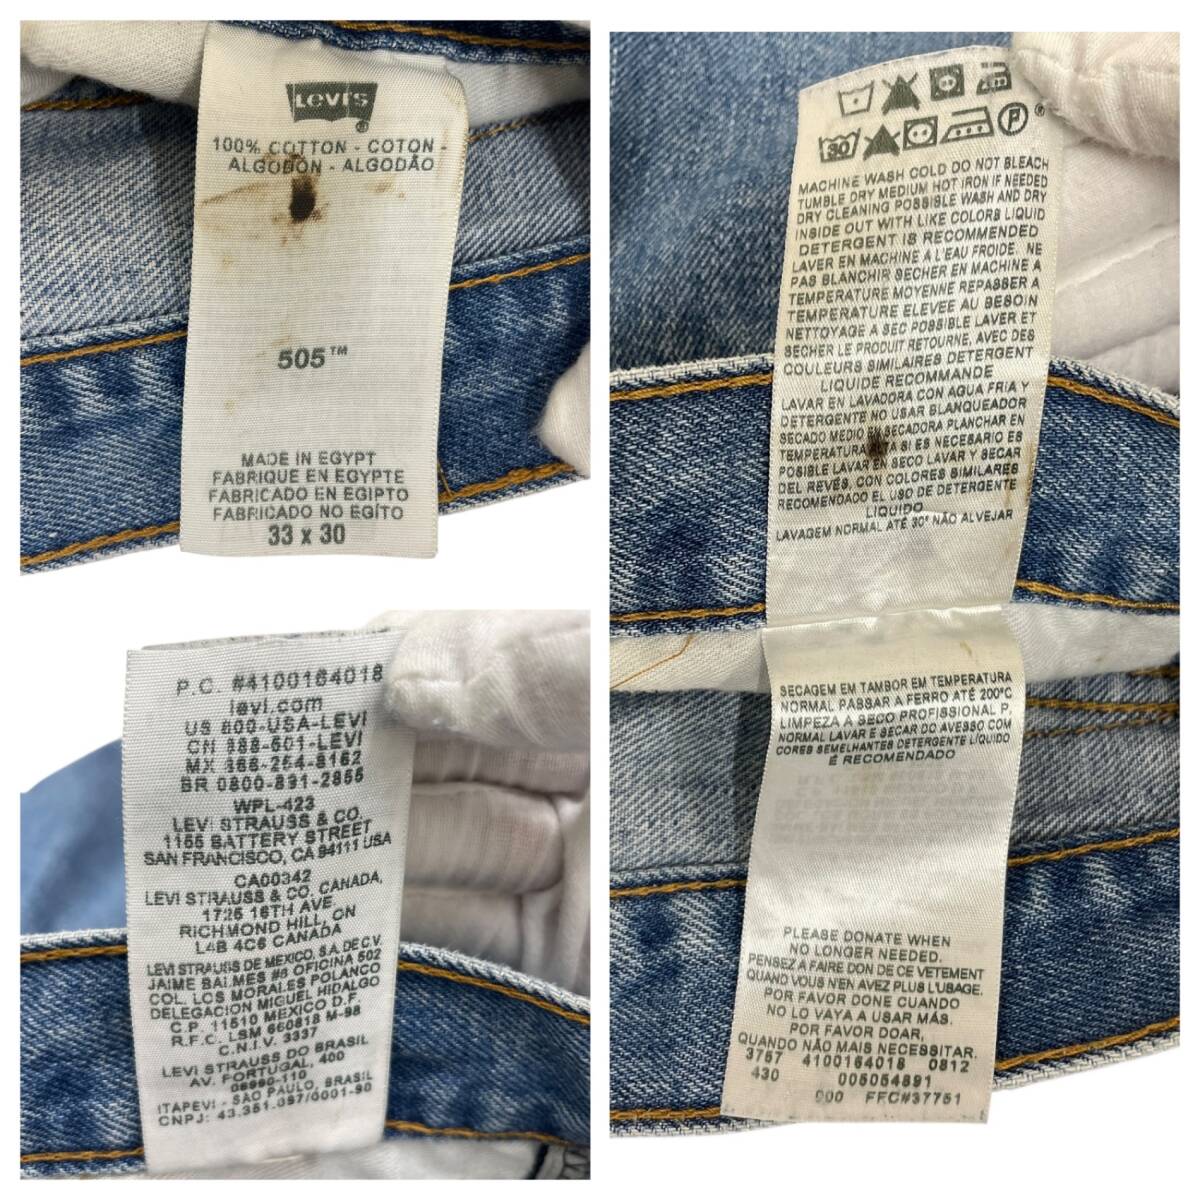 Levi's
®
100% COTTON - COTON -
ALGODON - ALGODÃO
505™
MADE IN EGYPT
FABRIQUE EN EGYPTE
FABRICADO EN EGIPTO
FABRICADO NO EGÍTO
33 x 30
P.C. #4100164018
levi.com
US 800-USA-LEVI
CN 888-501-LEVI
MX 866-254-8162
BR 0800-891-2855
WPL-423
LEVI STRAUSS & CO.
1155 BATTERY STREET
SAN FRANCISCO, CA 94111 USA
CA00342
LEVI STRAUSS & CO. CANADA,
1725 16TH AVE,
RICHMOND HILL, ON
L4B 4C6 CANADA
LEVI STRAUSS DE MEXICO, S.A. DE C.V.
JAIME BALMES #8 OFICINA 502
COL. LOS MORALES POLANCO
DELEGACION MIGUEL HIDALGO
C.P. 11510 MEXICO D.F.
R.F.C. LSM 650818 M-98
C.N.I.V. 3337
LEVI STRAUSS DO BRASIL
AV. PORTUGAL, 400
06690-110
ITAPEVI - SAO PAULO, BRASIL
CNPJ: 43.351.097/0001-90
30 P
MACHINE WASH COLD DO NOT BLEACH
TUMBLE DRY MEDIUM HOT IRON IF NEEDED
DRY CLEANING POSSIBLE WASH AND DRY
INSIDE OUT WITH LIKE COLORS LIQUID
DETERGENT IS RECOMMENDED
LAVER EN MACHINE A L'EAU FROIDE. NE
PAS BLANCHIR SECHER EN MACHINE A
TEMPERATURE MOYENNE REPASSER A
TEMPERATURE ELEVEE AU BESOIN
NETTOYAGE A SEC POSSIBLE LAVER ET
SECHER LE PRODUIT RETOURNE, AVEC DES
COULEURS SIMILAIRES DETERGENT
LIQUIDE RECOMMANDE
LAVAR EN LAVADORA CON AGUA FRIA Y
DETERGENTE NO USAR BLANQUEADOR
SECADO MEDIO EN SECADORA PLANCHAR EN
TEMPERATURA SI ES NECESARIO ES
POSIBLE LAVAR EN SECO LAVAR Y SECAR
DEL REVES, CON COLORES SIMILARES
RECOMENDADO EL USO DE DETERGENTE
LIQUIDO
LAVAGEM NORMAL ATÉ 30° NÃO ALVEJAR
SECAGEM EM TAMBOR EM TEMPERATURA
NORMAL PASSAR A FERRO ATÉ 200°C
LIMPEZA A SECO PROFISSIONAL P,
NORMAL LAVAR E SECAR DO AVESSO COM
CORES SEMELHANTES DETERGENTE LÍQUIDO
É RECOMENDADO
PLEASE DONATE WHEN
NO LONGER NEEDED.
PENSEZ A FAIRE DON DE CE VETEMENT
QUAND VOUS N'EN AVEZ PLUS L'USAGE.
POR FAVOR DONE CUANDO
NO LO VAYA A USAR MÁS.
POR FAVOR DOAR,
QUANDO NÃO MAIS NECESSITAR.
3757 4100164018 0812
430 005054891
000 FFC#37751